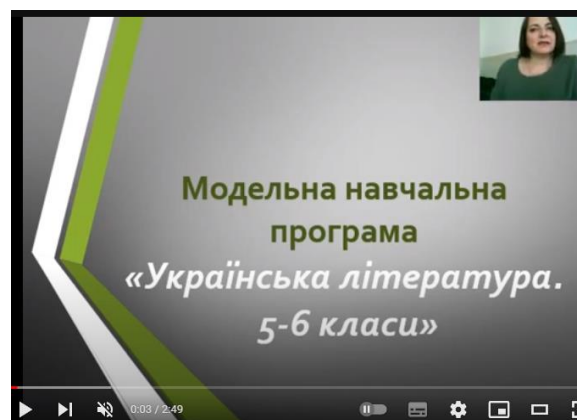 Модельна навчальна
програма
«Українська література.
5-6 класи»
0:03 / 2:49